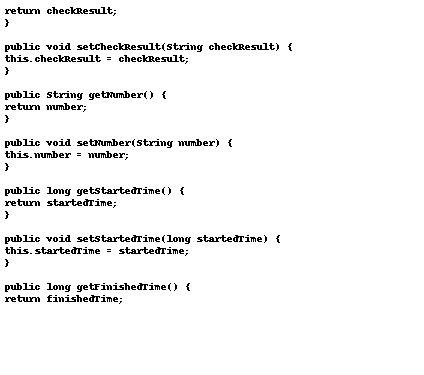 return checkResult;
}
public void setCheckResult(String checkResult) {
this.checkResult = checkResult;
}
public String getNumber() {
return number;
}
public void setNumber(String number) {
this.number = number;
}
public long getStartedTime() {
return startedTime;
}
public void setStartedTime(long startedTime) {
this.startedTime = startedTime;
}
public long getFinishedTime() {
return finishedTime;